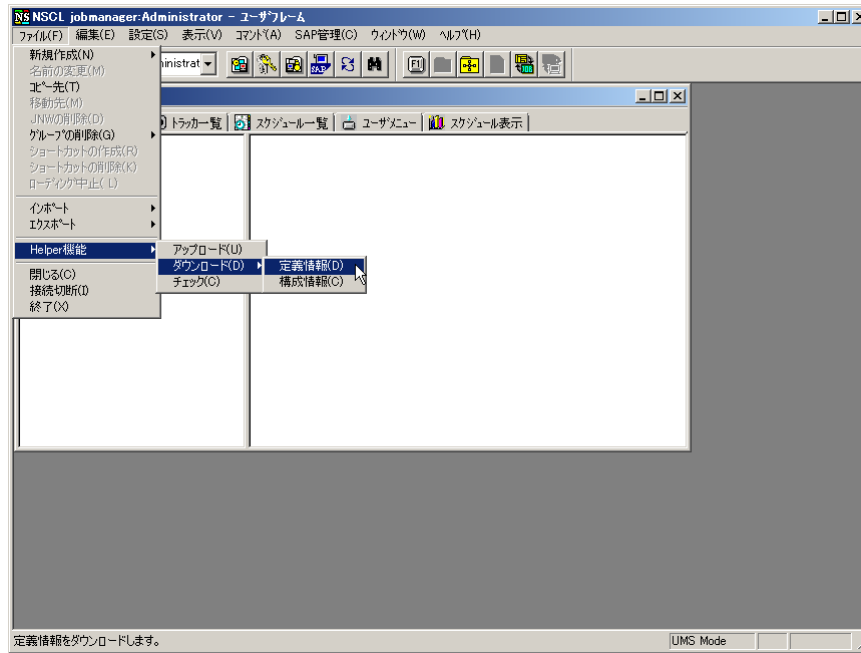 NS NSCL jobmanager:Administrator - ユーザフレーム
ファイル(F) 編集(E) 設定(S) 表示(V) コマンド(A) SAP管理(C) ウィンドウ(W) ヘルプ(H)
新規作成(N)
名前の変更(M)
コピー先(T)
移動先(M)
JNWの削除(D)
グループの削除(G)
ショートカットの作成(R)
ショートカットの削除(K)
ローディング中止( L)
インポート
エクスポート
Helper機能
閉じる(C)
接続切断(I)
終了(X)
ministrat
SAP
F1
トラッカ一覧 スケジュール一覧 ユーザメニュー スケジュール表示
アップロード(U)
ダウンロード(D)
チェック(C)
定義情報(D)
構成情報(C)
定義情報をダウンロードします。
UMS Mode